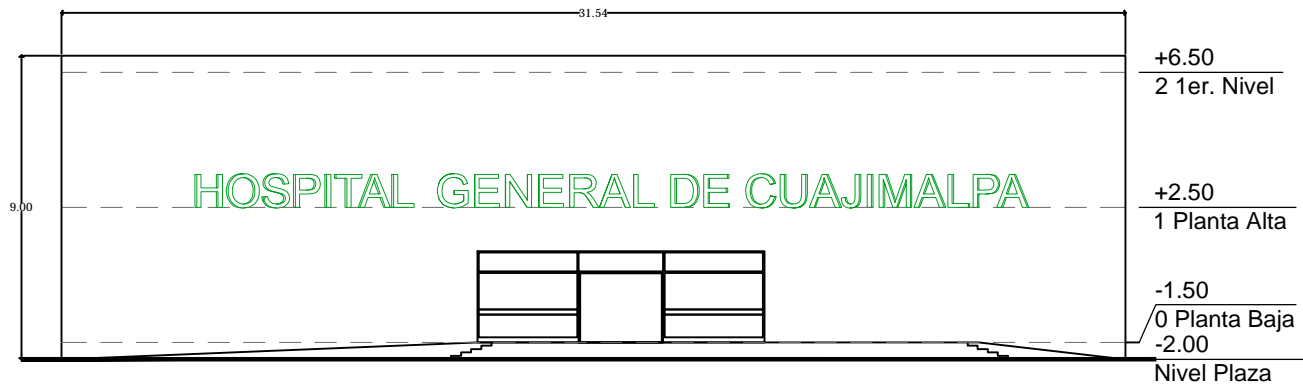 31.54
+6.50
2 1er. Nivel
HOSPITAL GENERAL DE CUAJIMALPA
9.00
+2.50
1 Planta Alta
-1.50
0 Planta Baja
-2.00
Nivel Plaza